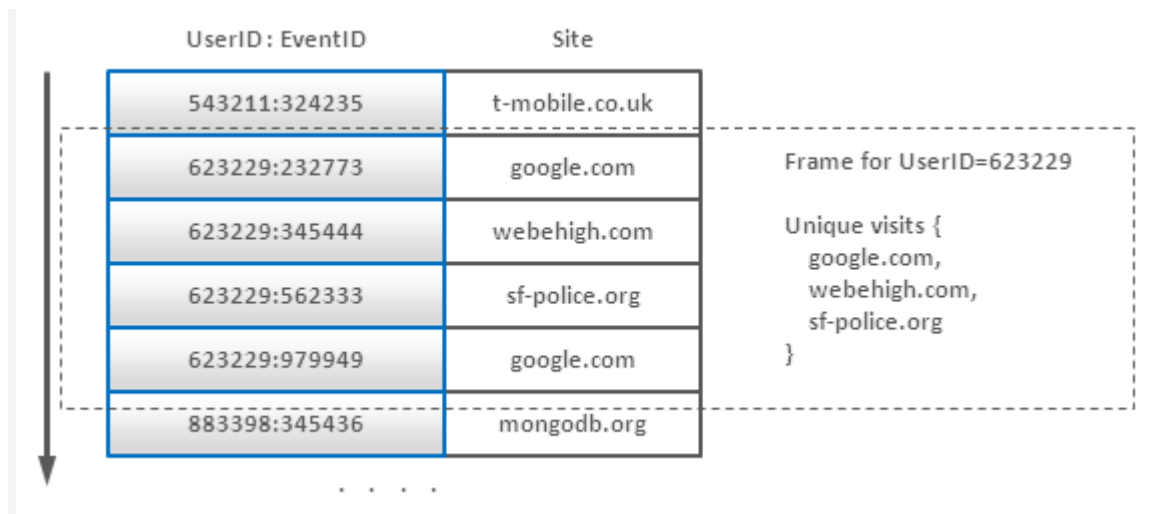 UserID : EventID Site
543211:324235 t-mobile.co.uk
623229:232773 google.com
623229:345444 webehigh.com
623229:562333 sf-police.org
623229:979949 google.com
883398:345436 mongodb.org
. . . .
Frame for UserID=623229
Unique visits {
google.com,
webehigh.com,
sf-police.org
}